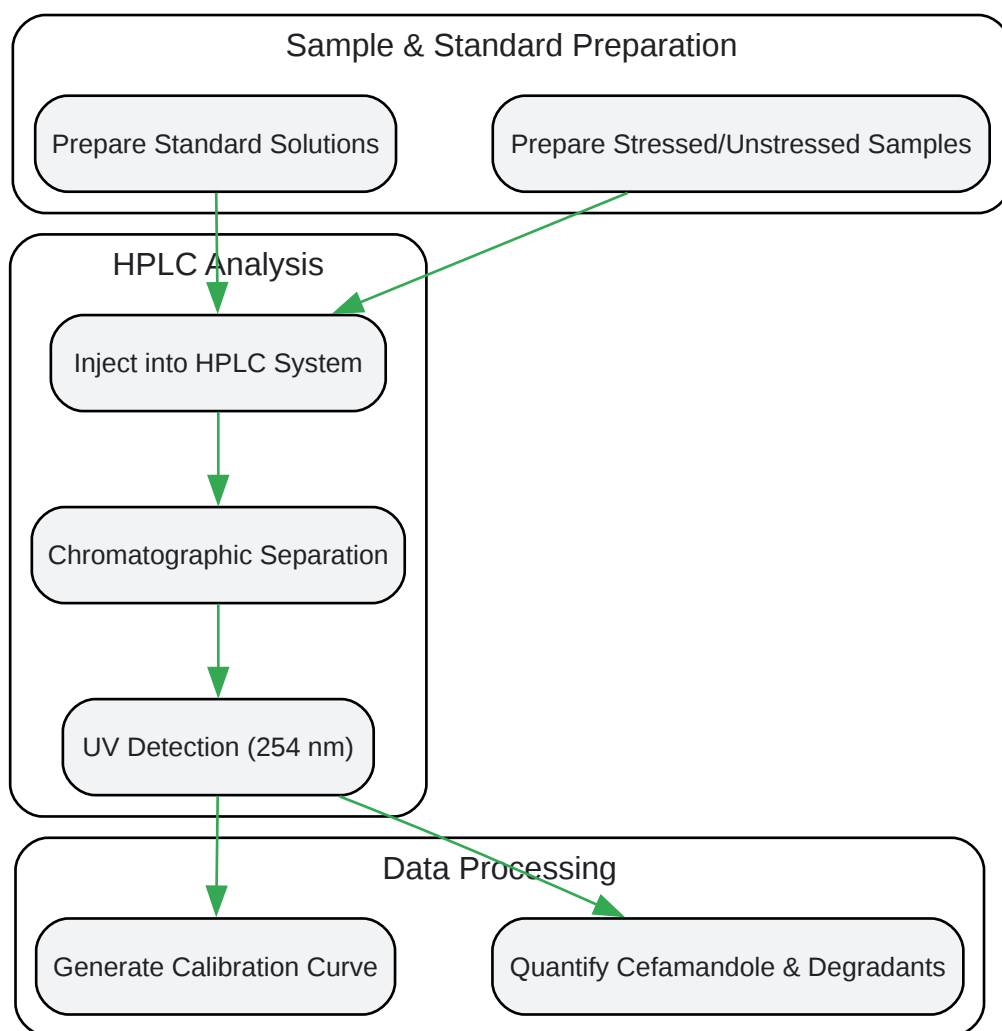 Sample & Standard Preparation
Prepare Standard Solutions
Prepare Stressed/Unstressed Samples
HPLC Analysis
Inject into HPLC System
Chromatographic Separation
UV Detection (254 nm)
Data Processing
Generate Calibration Curve
Quantify Cefamandole & Degradants